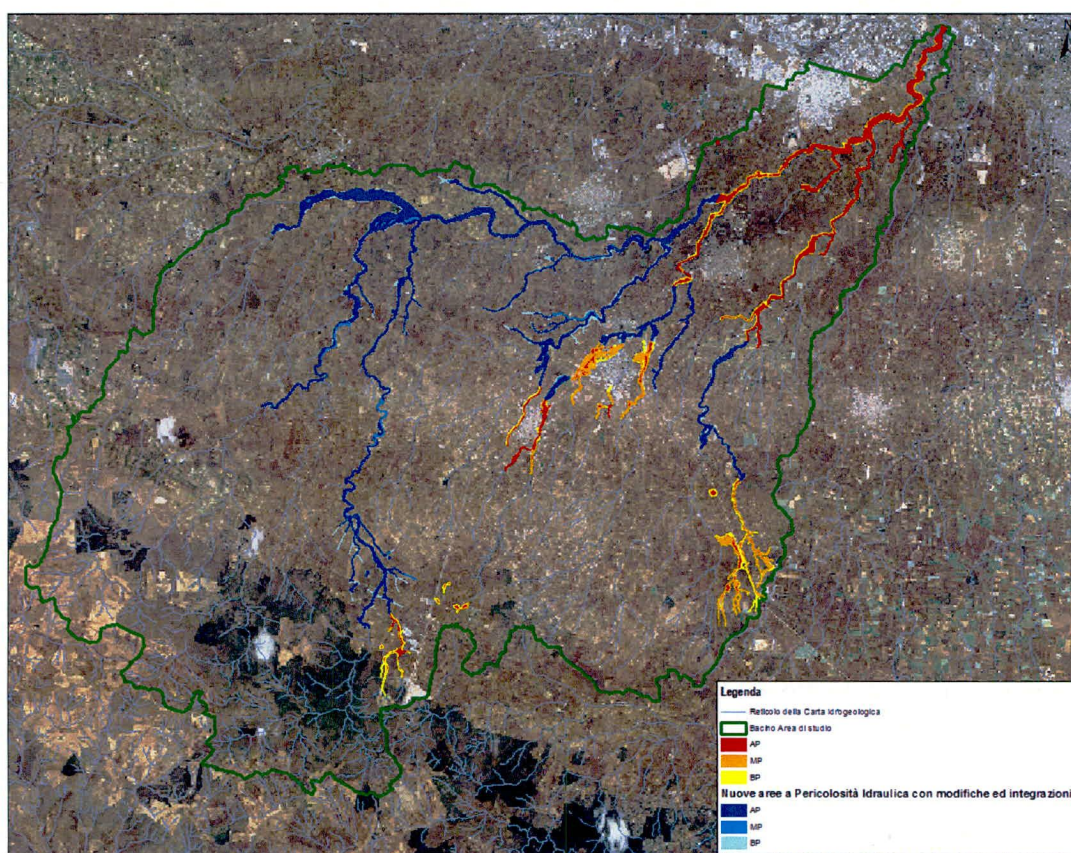 N
Legenda
Reticolo della Carta Idrogeologica
Bacino Area di studio
AP
MP
BP
Nuove aree a Pericolosità Idraulica con modifiche ed integrazioni
AP
MP
BP